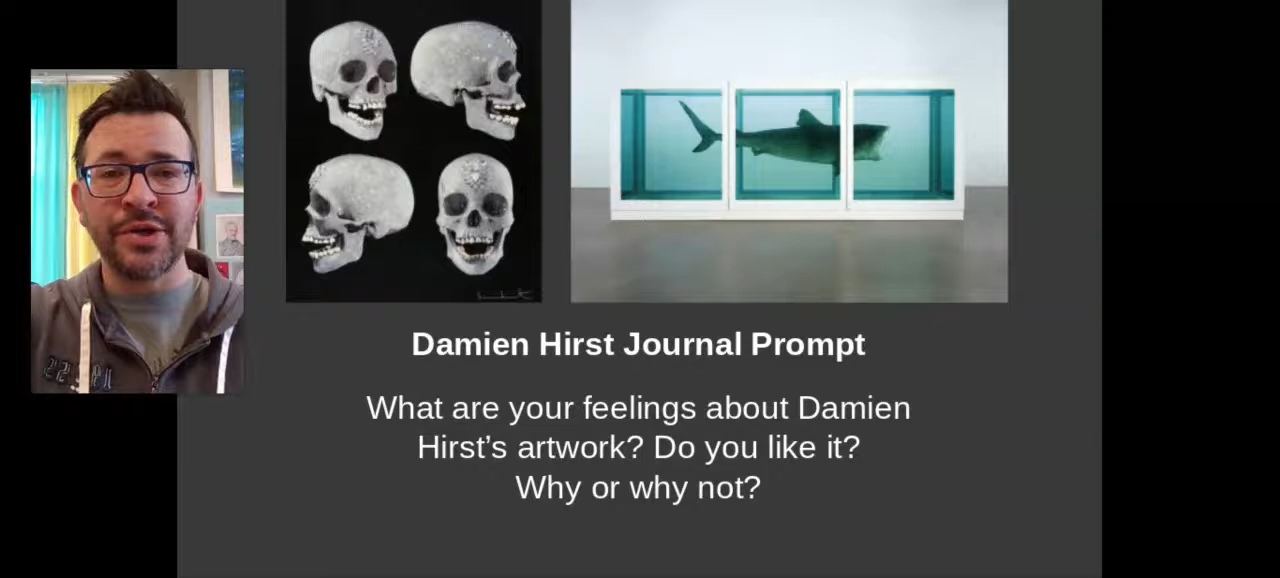 Damien Hirst Journal Prompt
What are your feelings about Damien
Hirst's artwork? Do you like it?
Why or why not?